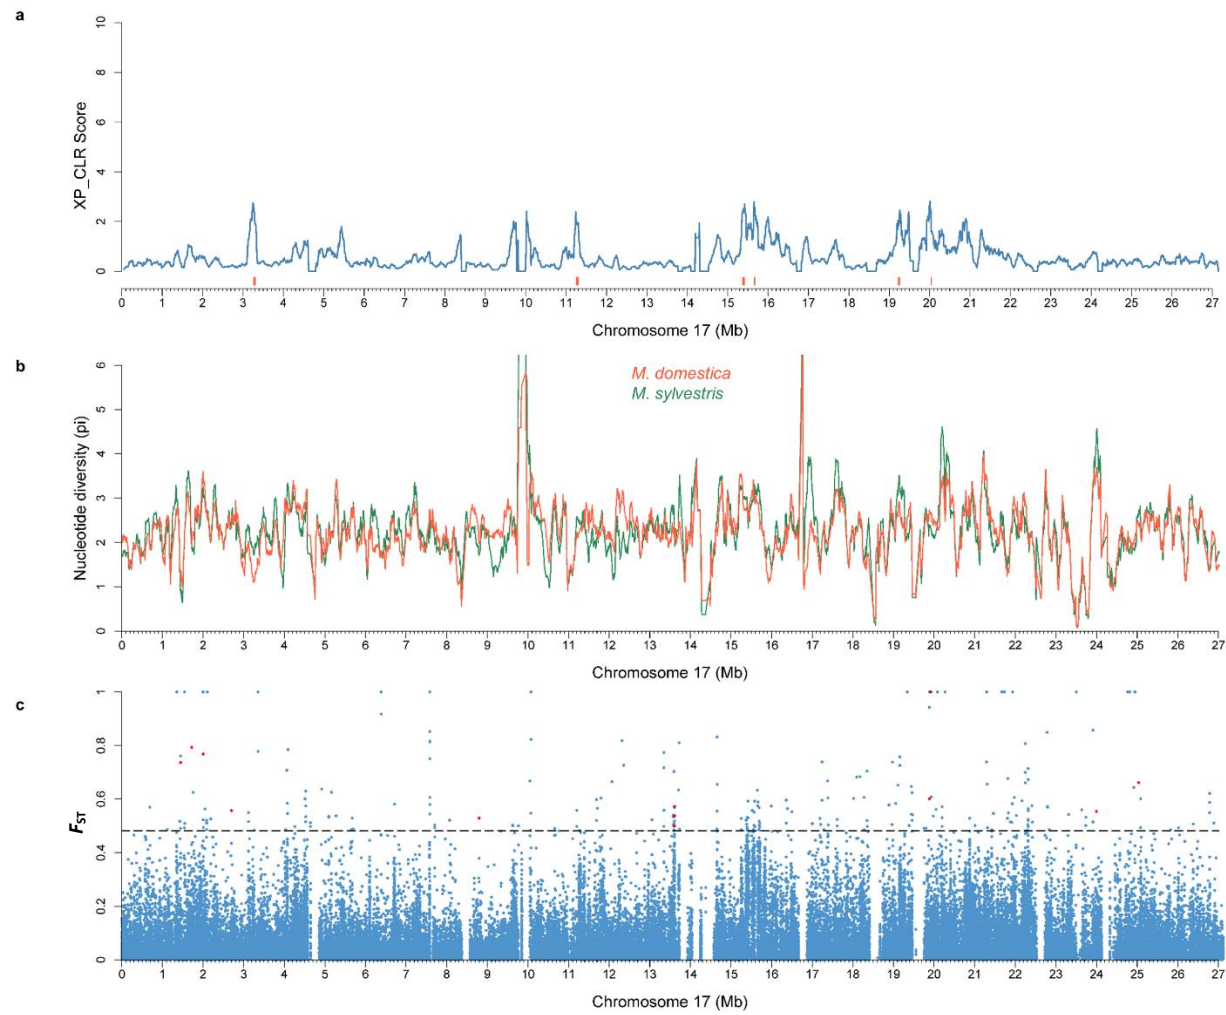 a
10
8
6
4
2
0
XP_CLR Score
0 1 2 3 4 5 6 7 8 9 10 11 12 13 14 15 16 17 18 19 20 21 22 23 24 25 26 27
Chromosome 17 (Mb)
b
6
5
4
3
2
1
0
Nucleotide diversity (pi)
M. domestica
M. sylvestris
0 1 2 3 4 5 6 7 8 9 10 11 12 13 14 15 16 17 18 19 20 21 22 23 24 25 26 27
Chromosome 17 (Mb)
c
1
0.8
0.6
0.4
0.2
0
FST
0 1 2 3 4 5 6 7 8 9 10 11 12 13 14 15 16 17 18 19 20 21 22 23 24 25 26 27
Chromosome 17 (Mb)